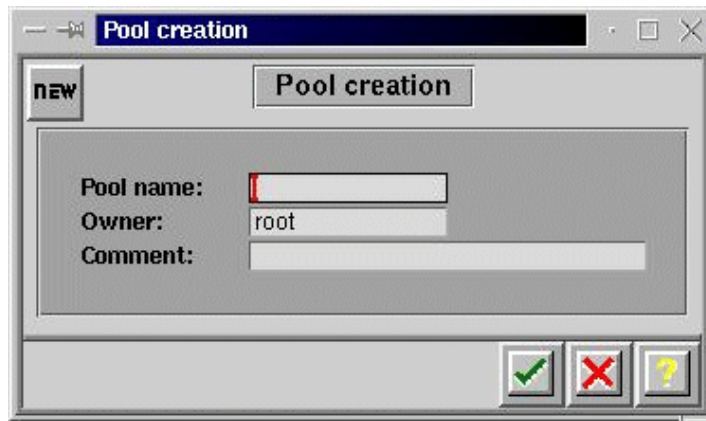 Pool creation
NEW
Pool creation
Pool name:
Owner: root
Comment:
?